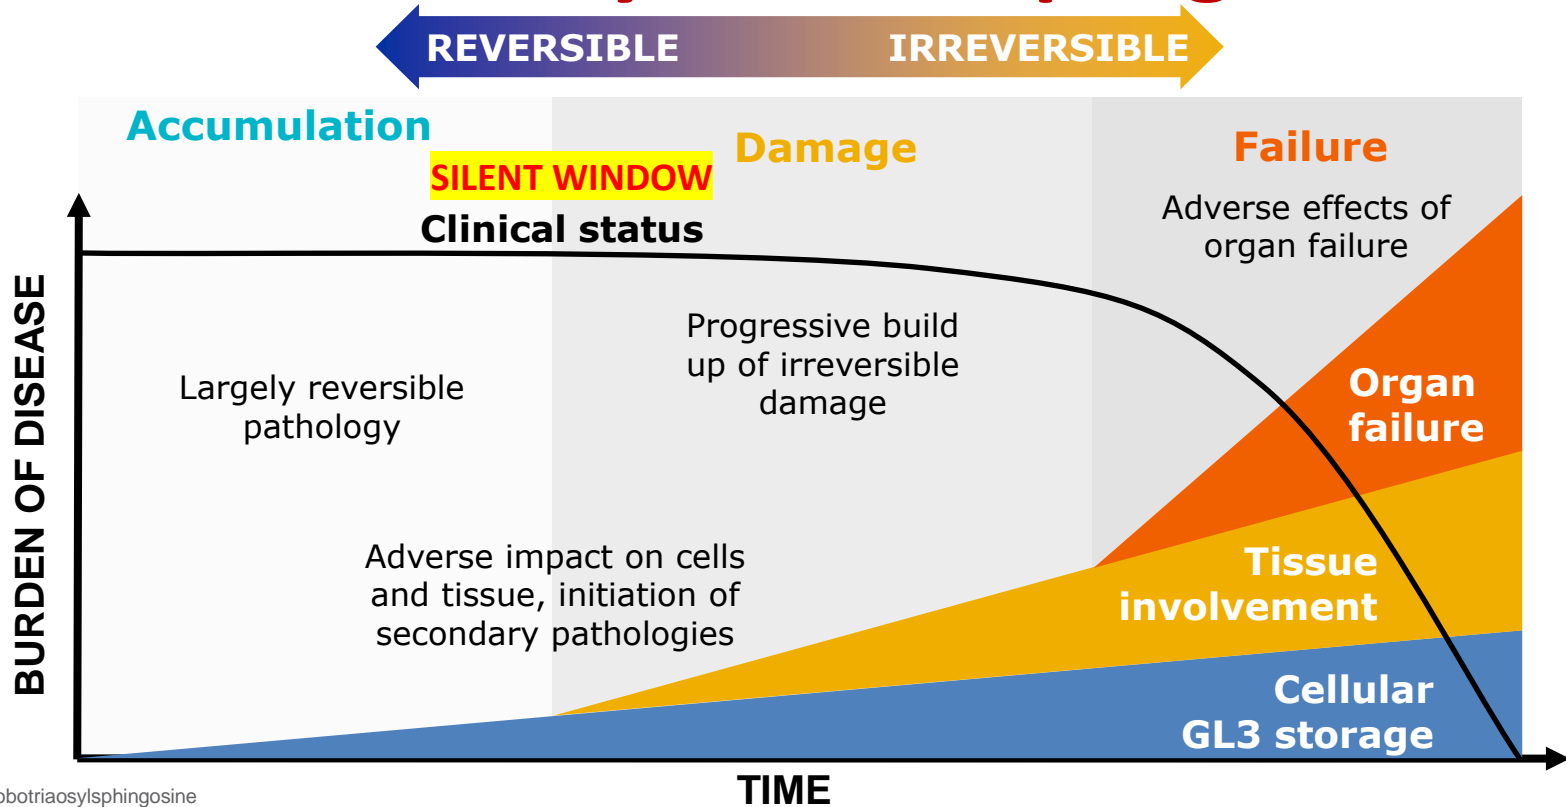 REVERSIBLE IRREVERSIBLE
Accumulation
Damage
Failure
SILENT WINDOW
Clinical status
Adverse effects of
organ failure
Largely reversible
pathology
Progressive build
up of irreversible
damage
Adverse impact on cells
and tissue, initiation of
secondary pathologies
Organ
failure
Tissue
involvement
Cellular
GL3 storage
BURDEN OF DISEASE
TIME
obotriaosylsphingosine